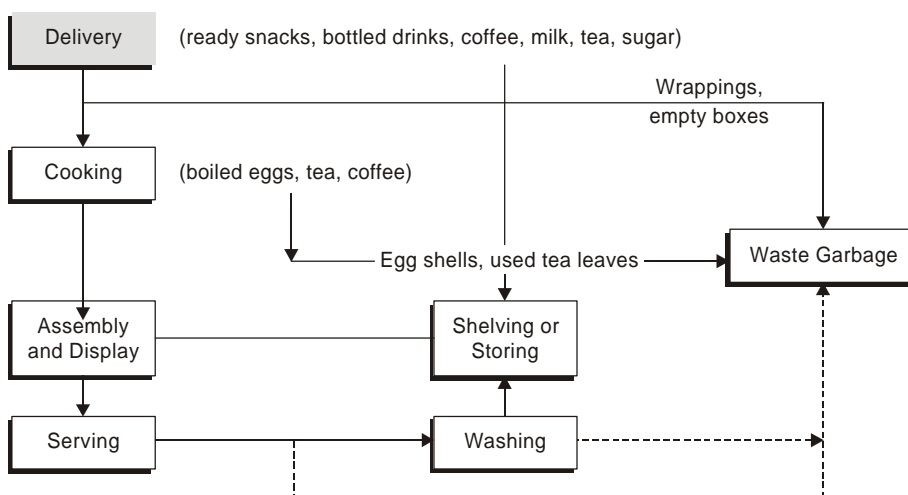 Delivery
(ready snacks, bottled drinks, coffee, milk, tea, sugar)
Wrappings,
empty boxes
Cooking
(boiled eggs, tea, coffee)
Egg shells, used tea leaves
Waste Garbage
Assembly
and Display
Shelving or
Storing
Serving
Washing